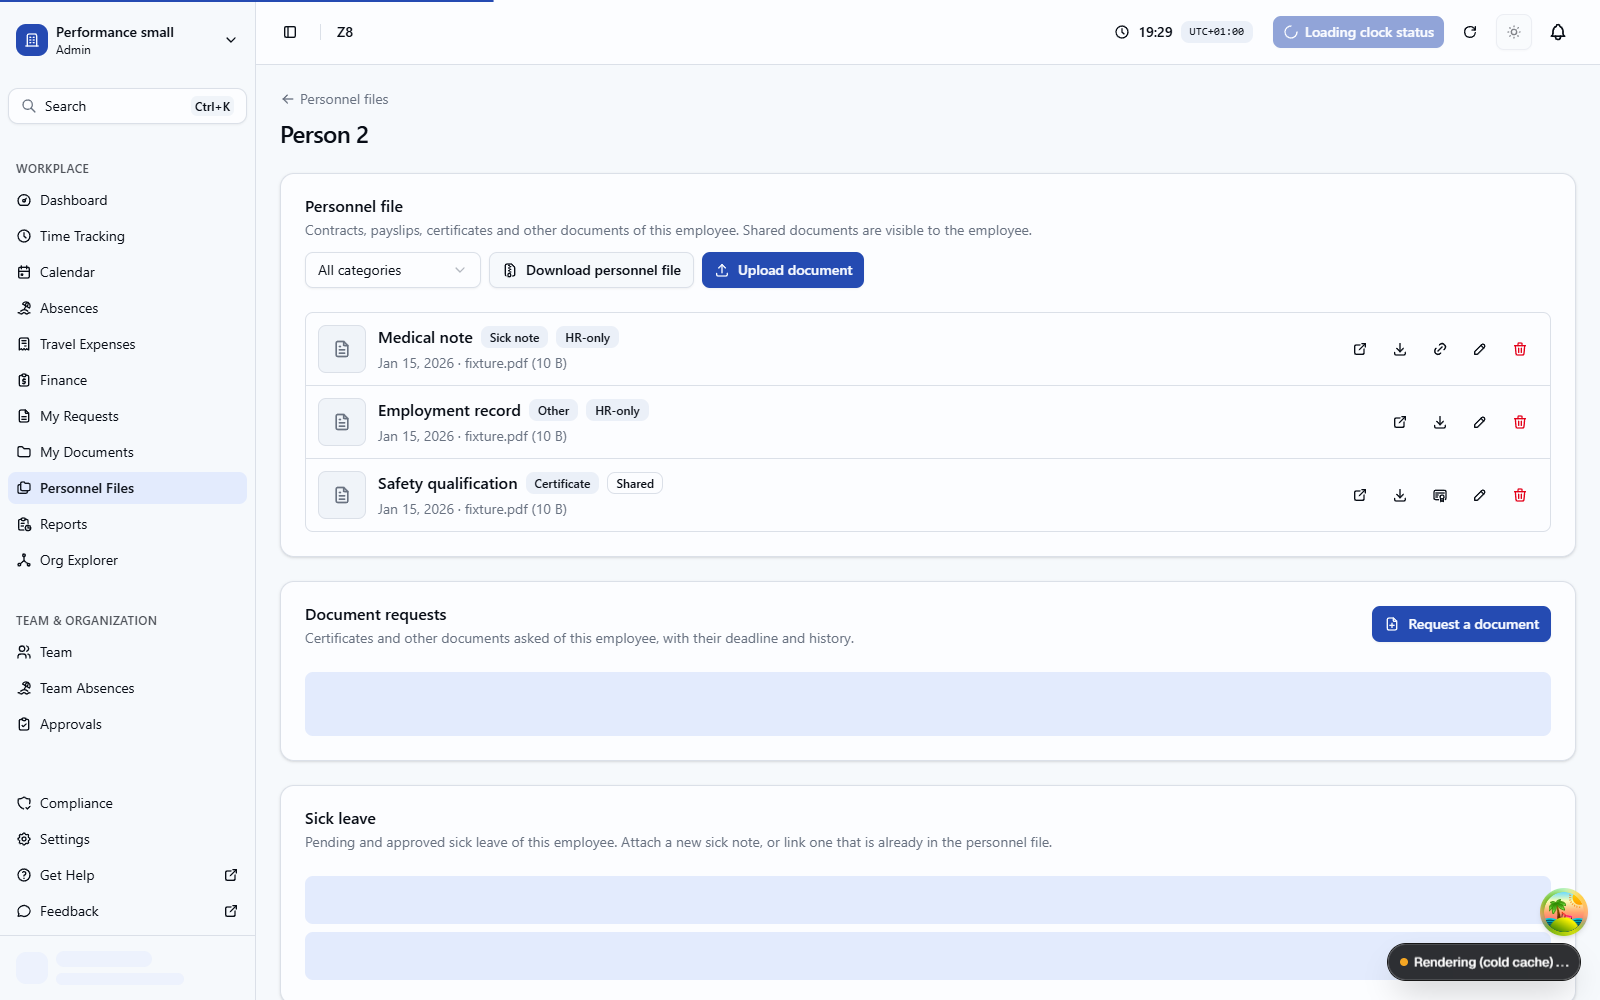 Performance small
Admin
Search
Ctrl+K
WORKPLACE
Dashboard
Time Tracking
Calendar
Absences
Travel Expenses
Finance
My Requests
My Documents
Personnel Files
Reports
Org Explorer
TEAM & ORGANIZATION
Team
Team Absences
Approvals
Compliance
Settings
Get Help
Feedback
Z8
19:29
UTC+01:00
Loading clock status
Personnel files
Person 2
Personnel file
Contracts, payslips, certificates and other documents of this employee. Shared documents are visible to the employee.
All categories
Download personnel file
Upload document
Medical note Sick note HR-only
Jan 15, 2026 · fixture.pdf (10 B)
Employment record Other HR-only
Jan 15, 2026 · fixture.pdf (10 B)
Safety qualification Certificate Shared
Jan 15, 2026 · fixture.pdf (10 B)
Document requests
Certificates and other documents asked of this employee, with their deadline and history.
Request a document
Sick leave
Pending and approved sick leave of this employee. Attach a new sick note, or link one that is already in the personnel file.
Rendering (cold cache) ...